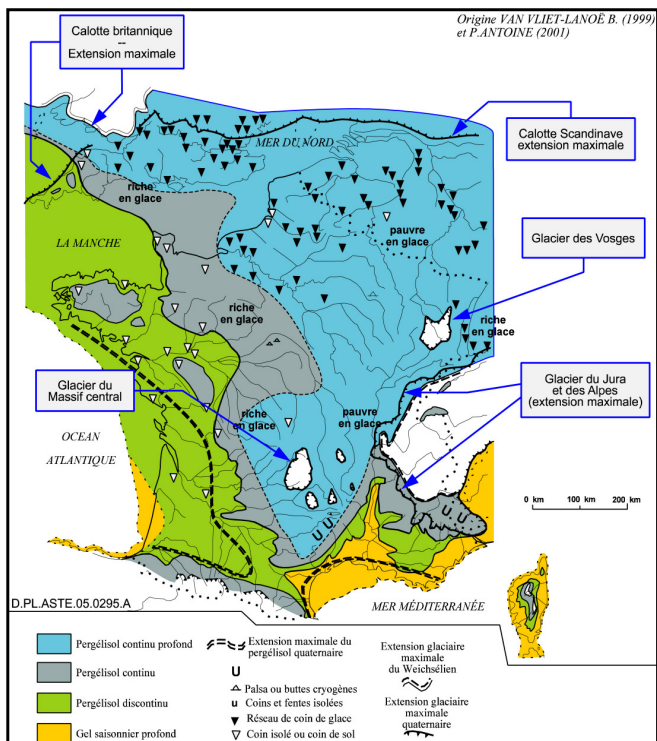 Origine VAN VLIET-LANOË B. (1999)
et P.ANTOINE (2001)
Calotte britannique
--
Extension maximale
Calotte Scandinave
extension maximale
MER DU NORD
riche
en glace
LA MANCHE
pauvre
en glace
Glacier des Vosges
riche
en glace
riche
en glace
Glacier du
Massif central
riche
en glace
pauvre
en glace
Glacier du Jura
et des Alpes
(extension maximale)
OCEAN
ATLANTIQUE
0 km 100 km 200 km
U U
U U
D.PL.ASTE.05.0295.A
MER MÉDITERRANÉE
Pergélisol continu profond
Pergélisol continu
Pergélisol discontinu
Gel saisonnier profond
Extension maximale du
pergélisol quaternaire
U
Palsa ou buttes cryogènes
u Coins et fentes isolées
Réseau de coin de glace
Coin isolé ou coin de sol
Extension glaciaire
maximale
du Weichsélien
Extension glaciaire
maximale
quaternaire